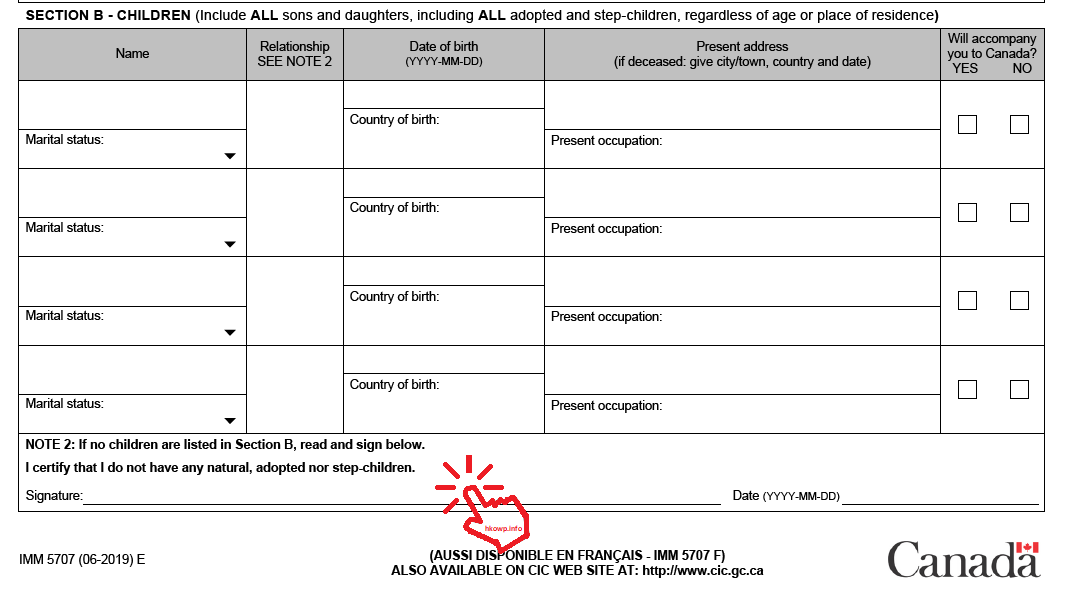 SECTION B - CHILDREN (Include ALL sons and daughters, including ALL adopted and step-children, regardless of age or place of residence)
Name
Relationship
SEE NOTE 2
Date of birth
(YYYY-MM-DD)
Present address
(if deceased: give city/town, country and date)
Will accompany
you to Canada?
YES NO
Country of birth:
Marital status:
Present occupation:
Country of birth:
Marital status:
Present occupation:
Country of birth:
Marital status:
Present occupation:
Country of birth:
Marital status:
Present occupation:
NOTE 2: If no children are listed in Section B, read and sign below.
I certify that I do not have any natural, adopted nor step-children.
Signature:
Date (YYYY-MM-DD)
hkowp.info
IMM 5707 (06-2019) E
(AUSSI DISPONIBLE EN FRANÇAIS - IMM 5707 F)
ALSO AVAILABLE ON CIC WEB SITE AT: http://www.cic.gc.ca
Canada